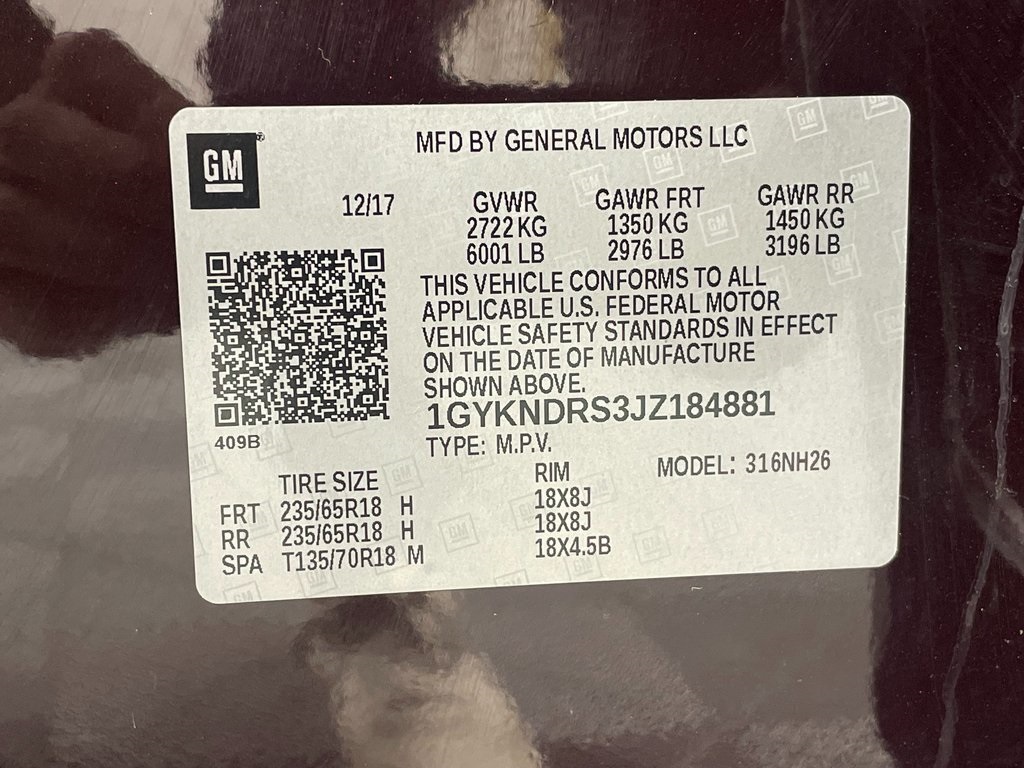 GM
MFD BY GENERAL MOTORS LLC
12/17
GVWR GAWR FRT GAWR RR
2722 KG 1350 KG 1450 KG
6001 LB 2976 LB 3196 LB
THIS VEHICLE CONFORMS TO ALL
APPLICABLE U.S. FEDERAL MOTOR
VEHICLE SAFETY STANDARDS IN EFFECT
ON THE DATE OF MANUFACTURE
SHOWN ABOVE.
1GYKNDRS3JZ184881
409B
TYPE: M.P.V.
TIRE SIZE RIM MODEL: 316NH26
FRT 235/65R18 H 18X8J
RR 235/65R18 H 18X8J
SPA T135/70R18 M 18X4.5B